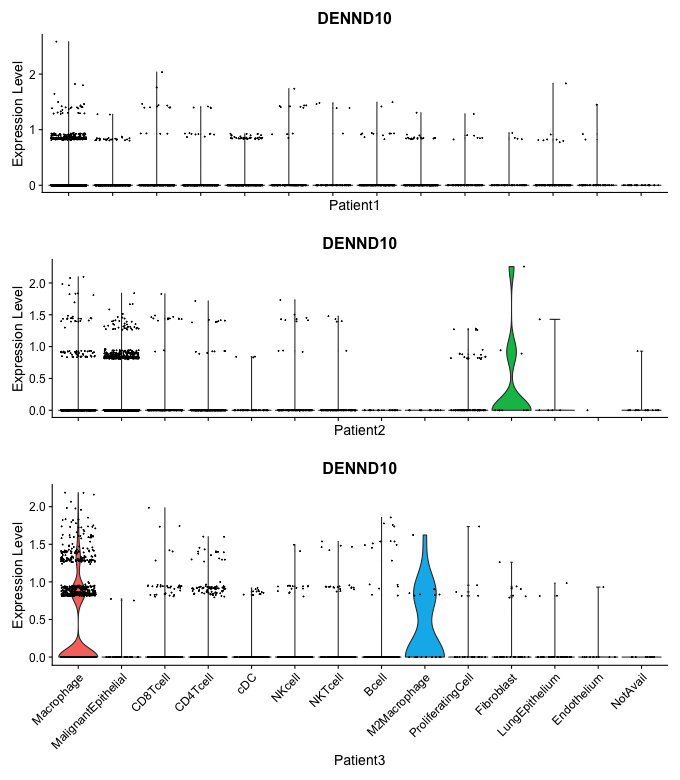 DENND10
Expression Level
2
1
0
Patient1
DENND10
Expression Level
2.0
1.5
1.0
0.5
0.0
Patient2
DENND10
Expression Level
2.0
1.5
1.0
0.5
0.0
Macrophage
MalignantEpithelial
CD8Tcell
CD4Tcell
cDC
NKcell
NKTcell
Bcell
M2Macrophage
ProliferatingCell
Fibroblast
LungEpithelium
Endothelium
NotAvail
Patient3